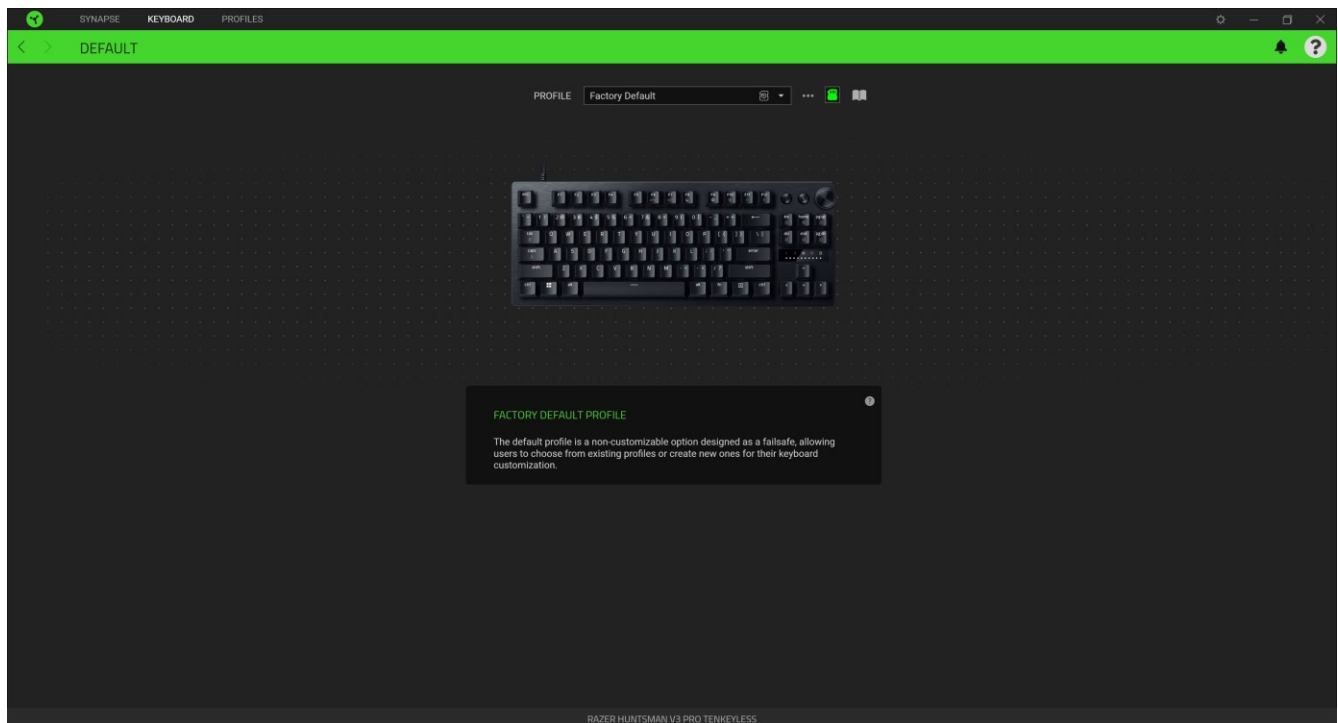 SYNAPSE KEYBOARD PROFILES
DEFAULT
?
PROFILE Factory Default
FACTORY DEFAULT PROFILE
?
The default profile is a non-customizable option designed as a failsafe, allowing
users to choose from existing profiles or create new ones for their keyboard
customization.
RAZER HUNTSMAN V3 PRO TENKEYLESS